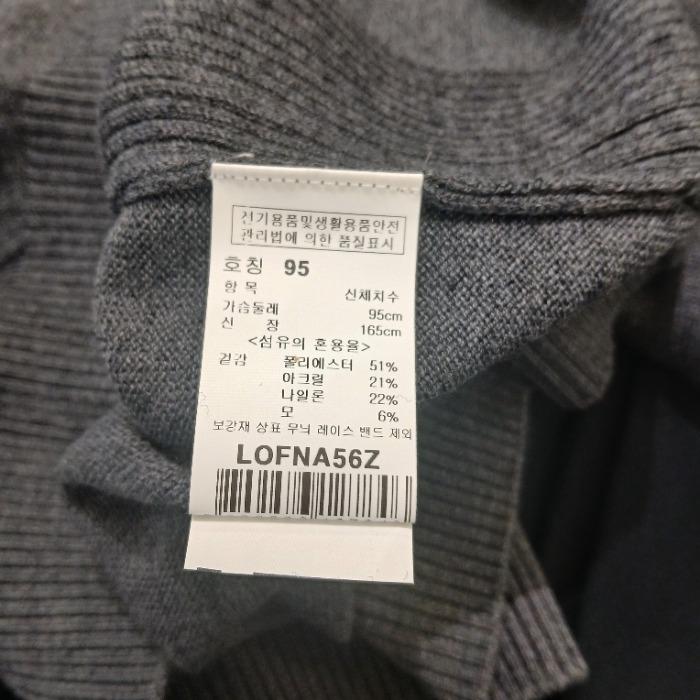 전기용품및생활용품안전
관리법에 의한 품질표시
호칭 95
항목 신체치수
가슴둘레 95cm
신 장 165cm
<섬유의 혼용율>
겉감 폴리에스터 51%
아크릴 21%
나일론 22%
모 6%
보강재 상표 무늬 레이스 밴드 제외
LOFNA56Z